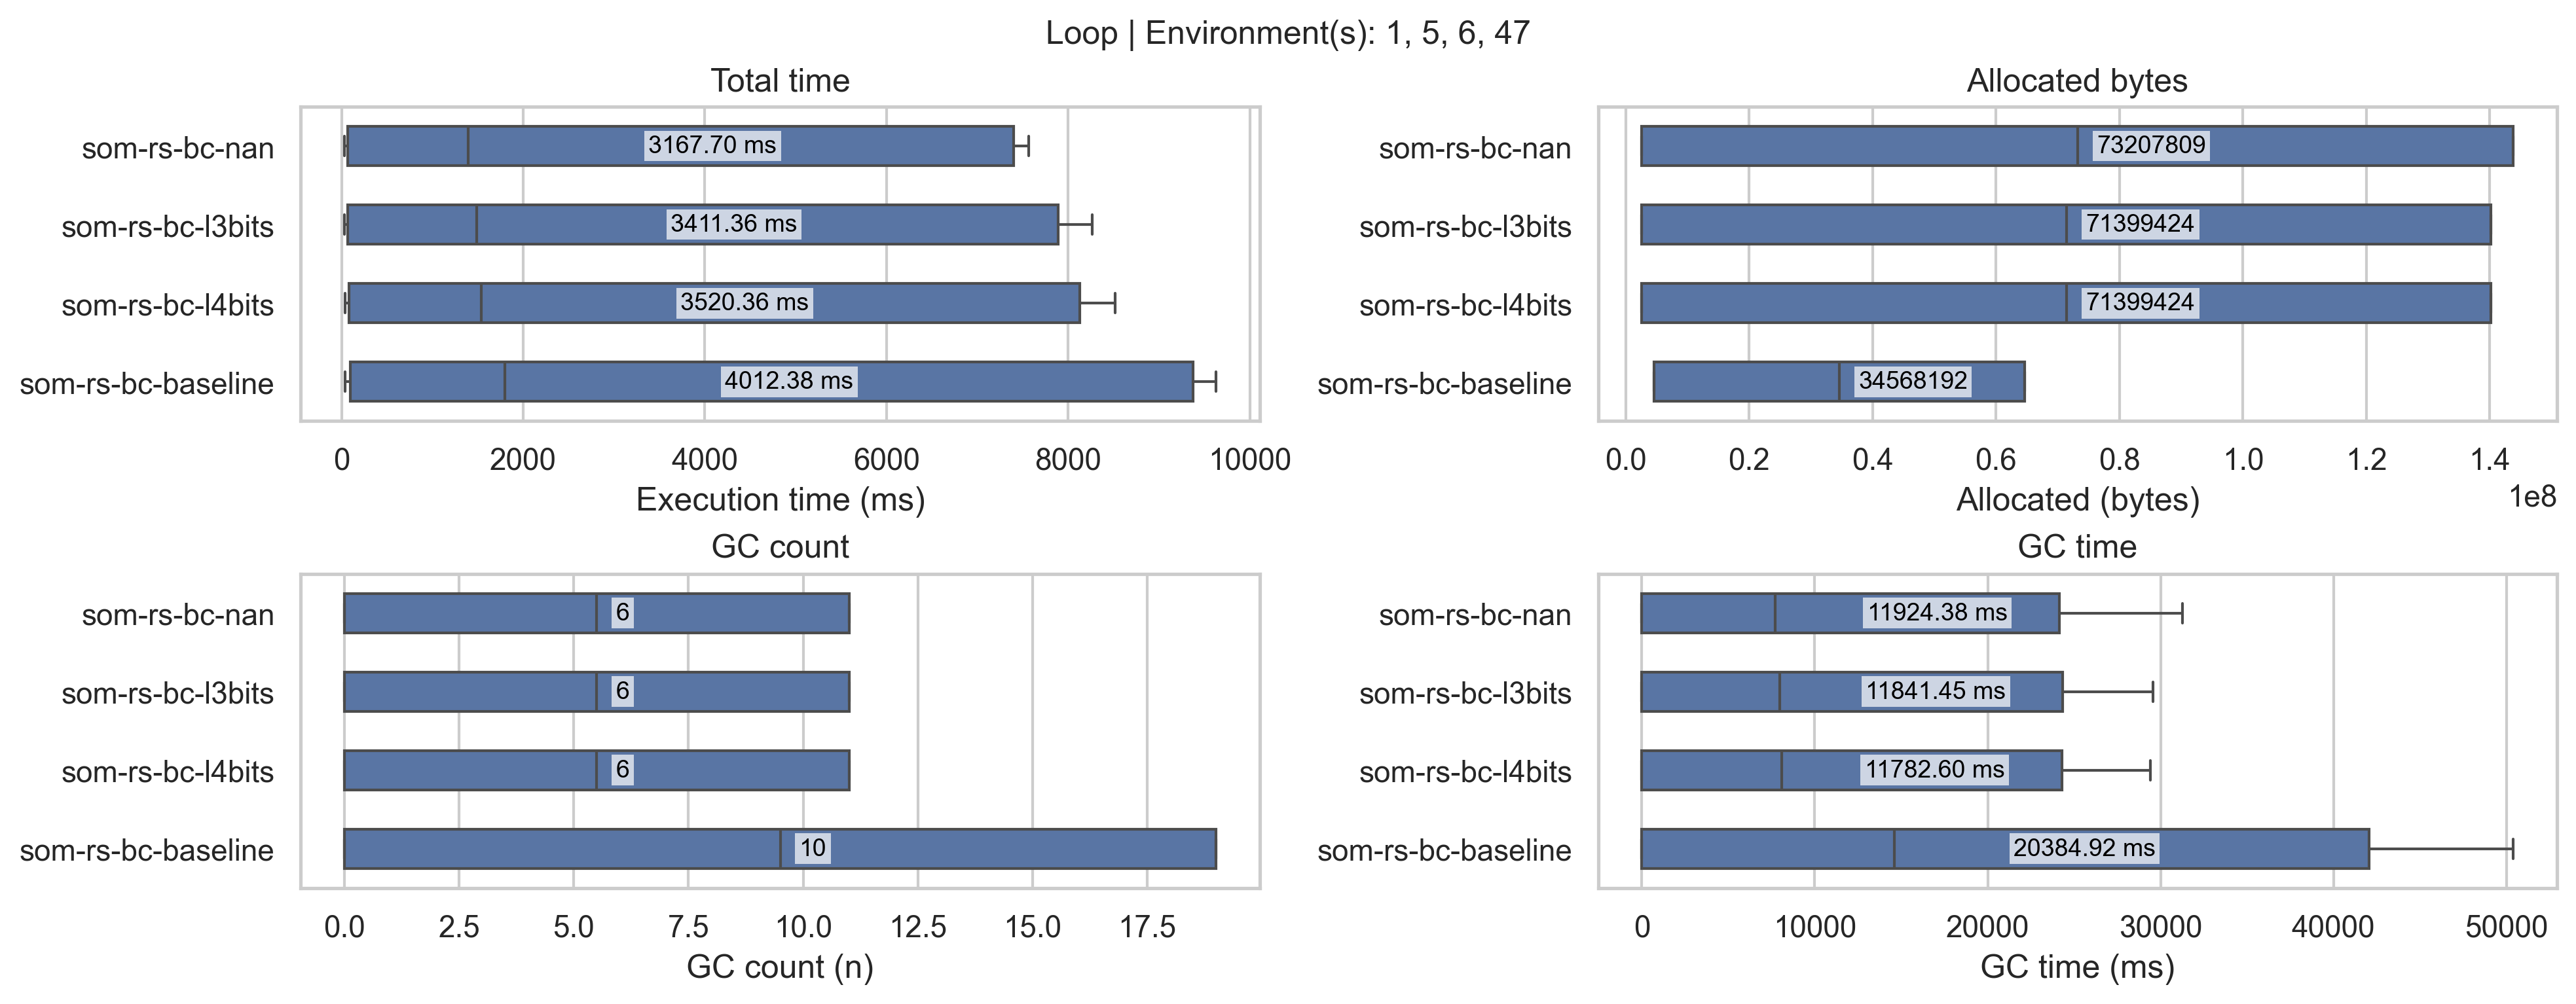 Loop | Environment(s): 1, 5, 6, 47
Total time
som-rs-bc-nan
3167.70 ms
som-rs-bc-l3bits
3411.36 ms
som-rs-bc-l4bits
3520.36 ms
som-rs-bc-baseline
4012.38 ms
0 2000 4000 6000 8000 10000
Execution time (ms)
Allocated bytes
som-rs-bc-nan
73207809
som-rs-bc-l3bits
71399424
som-rs-bc-l4bits
71399424
som-rs-bc-baseline
34568192
0.0 0.2 0.4 0.6 0.8 1.0 1.2 1.4
1e8
Allocated (bytes)
GC count
som-rs-bc-nan
6
som-rs-bc-l3bits
6
som-rs-bc-l4bits
6
som-rs-bc-baseline
10
0.0 2.5 5.0 7.5 10.0 12.5 15.0 17.5
GC count (n)
GC time
som-rs-bc-nan
11924.38 ms
som-rs-bc-l3bits
11841.45 ms
som-rs-bc-l4bits
11782.60 ms
som-rs-bc-baseline
20384.92 ms
0 10000 20000 30000 40000 50000
GC time (ms)